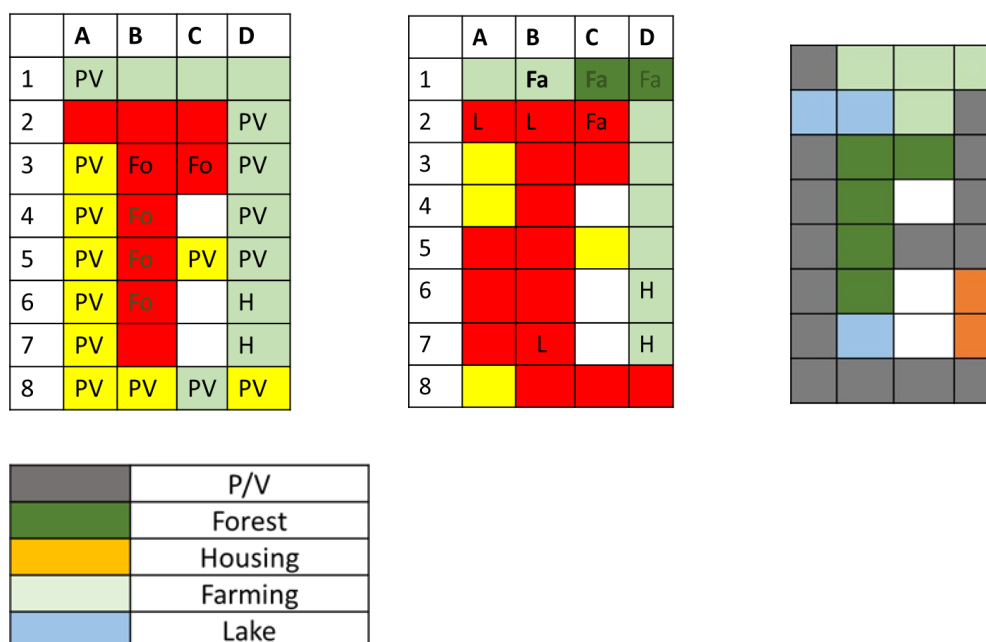 A B C D
1 PV
2 PV
3 PV Fo Fo PV
4 PV Fo PV
5 PV Fo PV PV
6 PV Fo H
7 PV H
8 PV PV PV PV
A B C D
1 Fa Fa Fa
2 L L Fa
3
4
5
6 H
7 L H
8
P/V
Forest
Housing
Farming
Lake